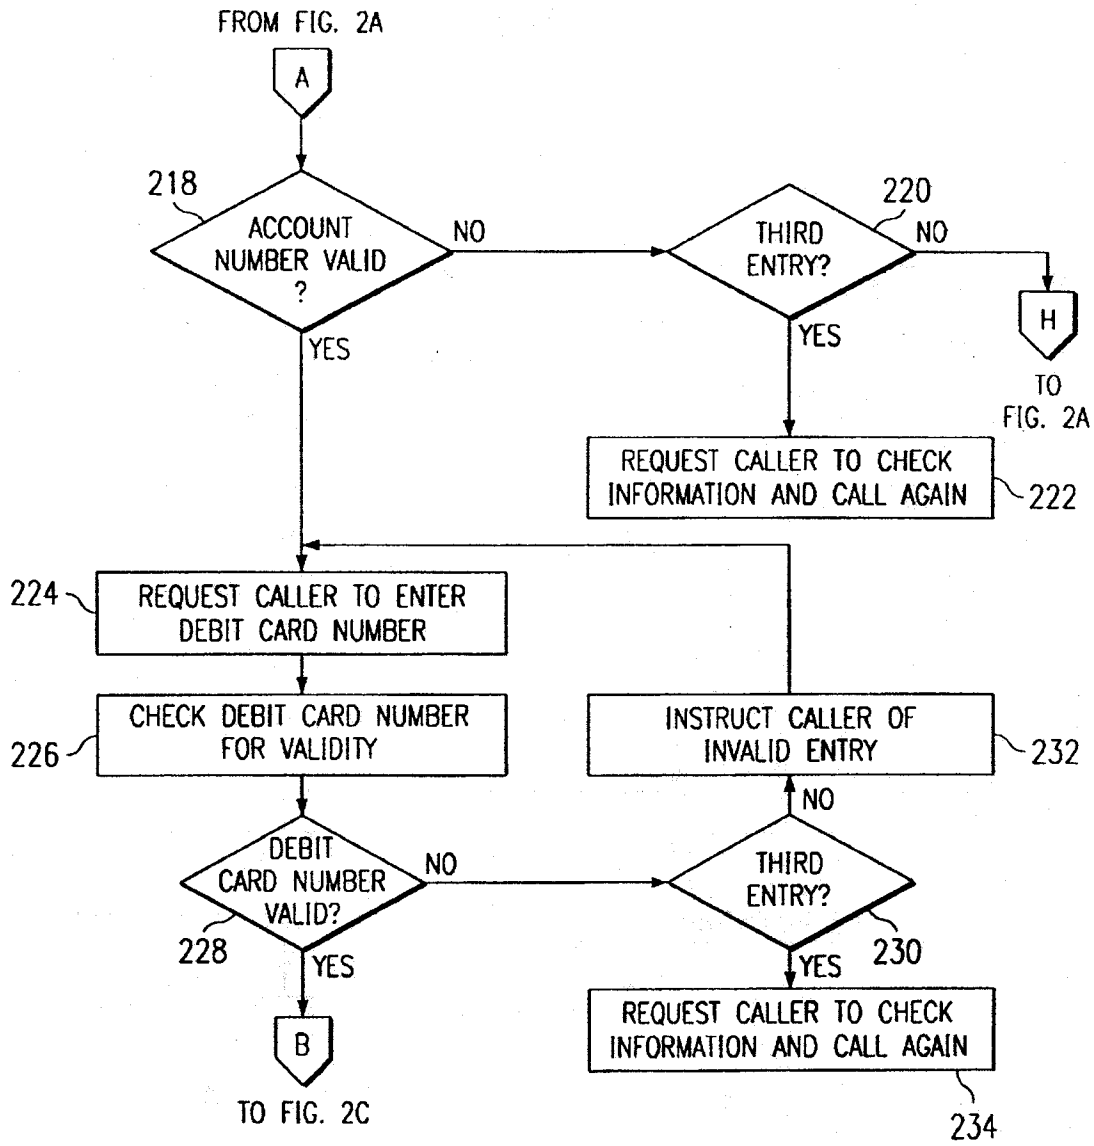 FROM FIG. 2A
A
218
ACCOUNT
NUMBER VALID
?
NO
YES
220
THIRD
ENTRY?
NO
YES
H
TO
FIG. 2A
REQUEST CALLER TO CHECK
INFORMATION AND CALL AGAIN
222
224
REQUEST CALLER TO ENTER
DEBIT CARD NUMBER
226
CHECK DEBIT CARD NUMBER
FOR VALIDITY
INSTRUCT CALLER OF
INVALID ENTRY
232
DEBIT
CARD NUMBER
VALID?
228
NO
YES
NO
THIRD
ENTRY?
230
YES
B
TO FIG. 2C
REQUEST CALLER TO CHECK
INFORMATION AND CALL AGAIN
234